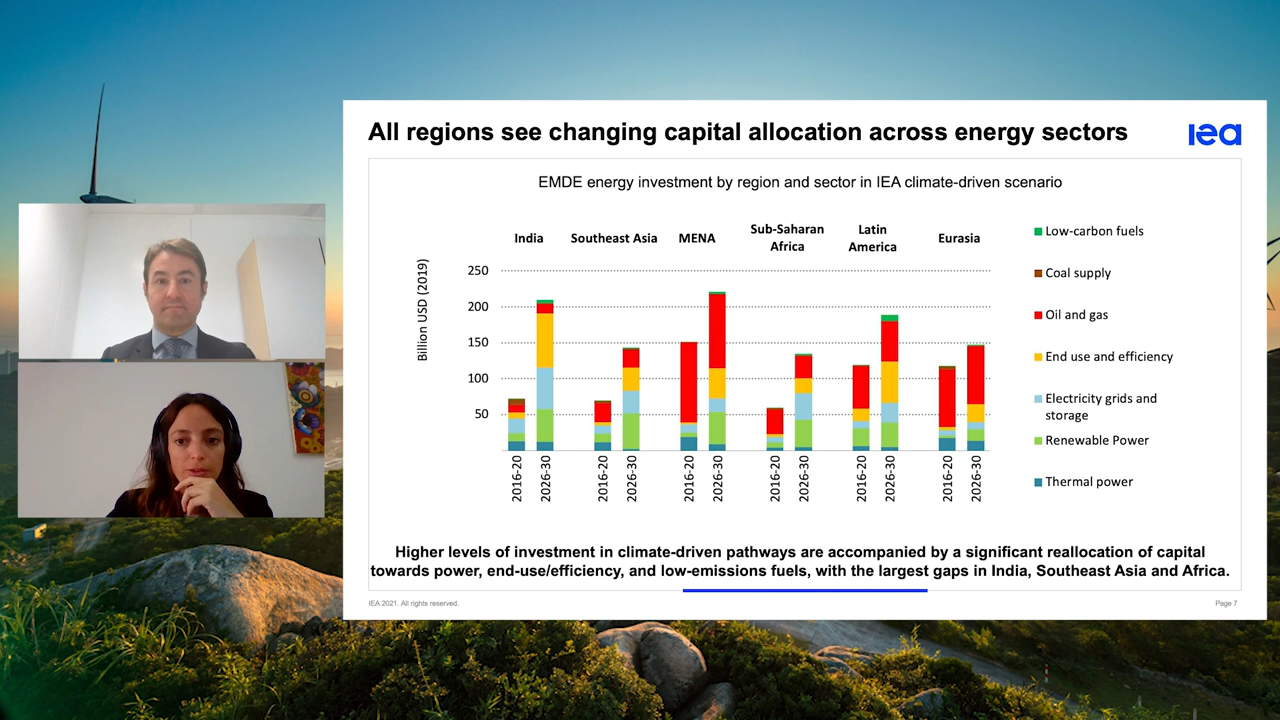 All regions see changing capital allocation across energy sectors
iea
EMDE energy investment by region and sector in IEA climate-driven scenario
India
Southeast Asia
MENA
Sub-Saharan
Africa
Latin
America
Eurasia
Billion USD (2019)
250
200
150
100
50
2016-20
2026-30
2016-20
2026-30
2016-20
2026-30
2016-20
2026-30
2016-20
2026-30
2016-20
2026-30
Low-carbon fuels
Coal supply
Oil and gas
End use and efficiency
Electricity grids and
storage
Renewable Power
Thermal power
Higher levels of investment in climate-driven pathways are accompanied by a significant reallocation of capital
towards power, end-use/efficiency, and low-emissions fuels, with the largest gaps in India, Southeast Asia and Africa.
IEA 2021. All rights reserved.
Page 7